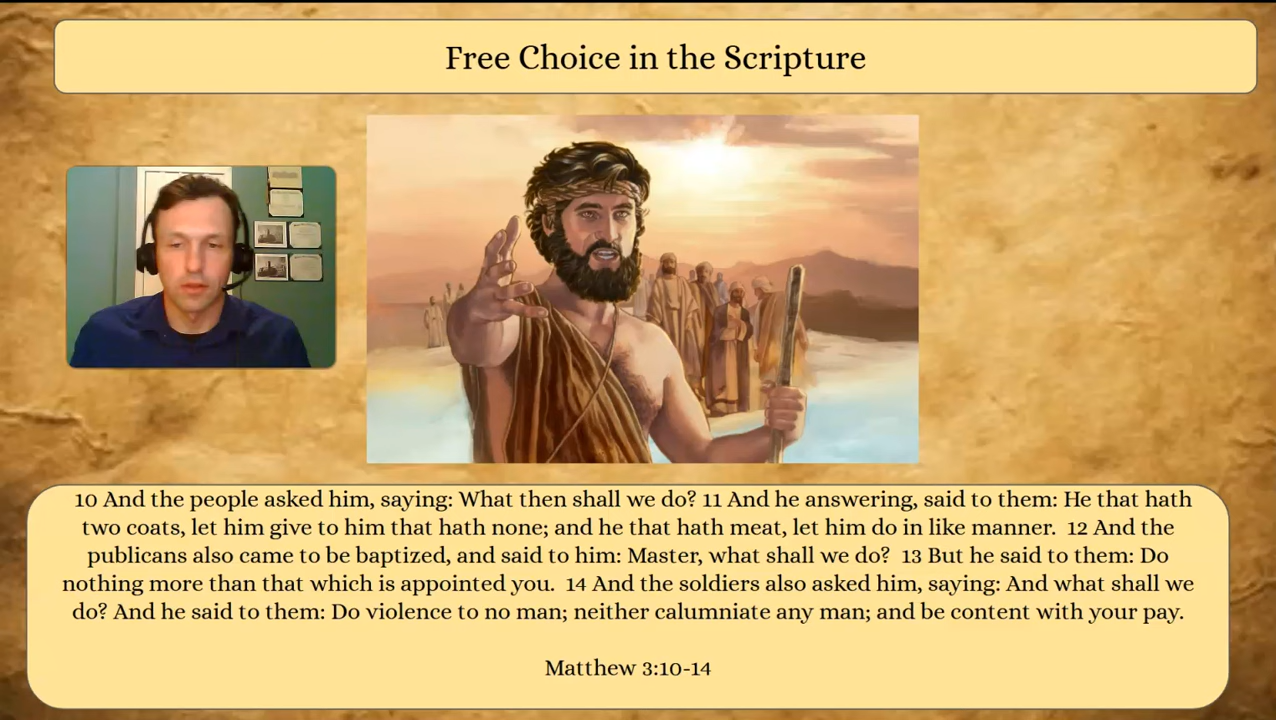 Free Choice in the Scripture
10 And the people asked him, saying: What then shall we do? 11 And he answering, said to them: He that hath
two coats, let him give to him that hath none; and he that hath meat, let him do in like manner. 12 And the
publicans also came to be baptized, and said to him: Master, what shall we do? 13 But he said to them: Do
nothing more than that which is appointed you. 14 And the soldiers also asked him, saying: And what shall we
do? And he said to them: Do violence to no man; neither calumniate any man; and be content with your pay.
Matthew 3:10-14